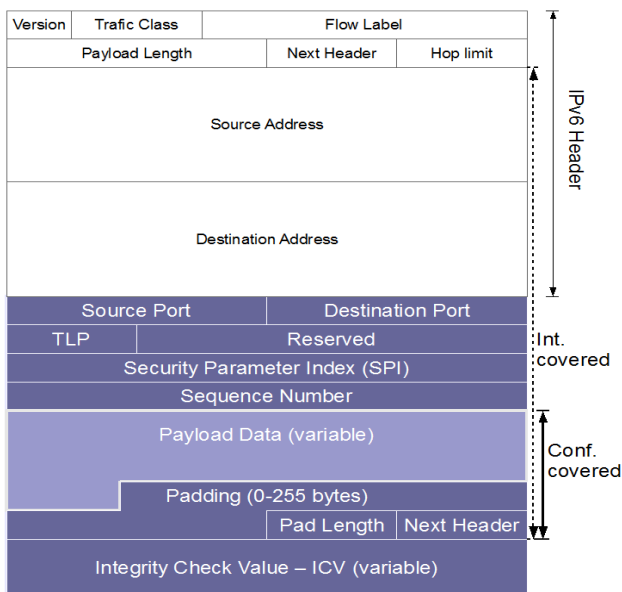 Version Trafic Class Flow Label
Payload Length Next Header Hop limit
Source Address
Destination Address
IPv6 Header
Source Port Destination Port
TLP Reserved
Security Parameter Index (SPI)
Sequence Number
Int.
covered
Payload Data (variable)
Conf.
covered
Padding (0-255 bytes)
Pad Length Next Header
Integrity Check Value – ICV (variable)